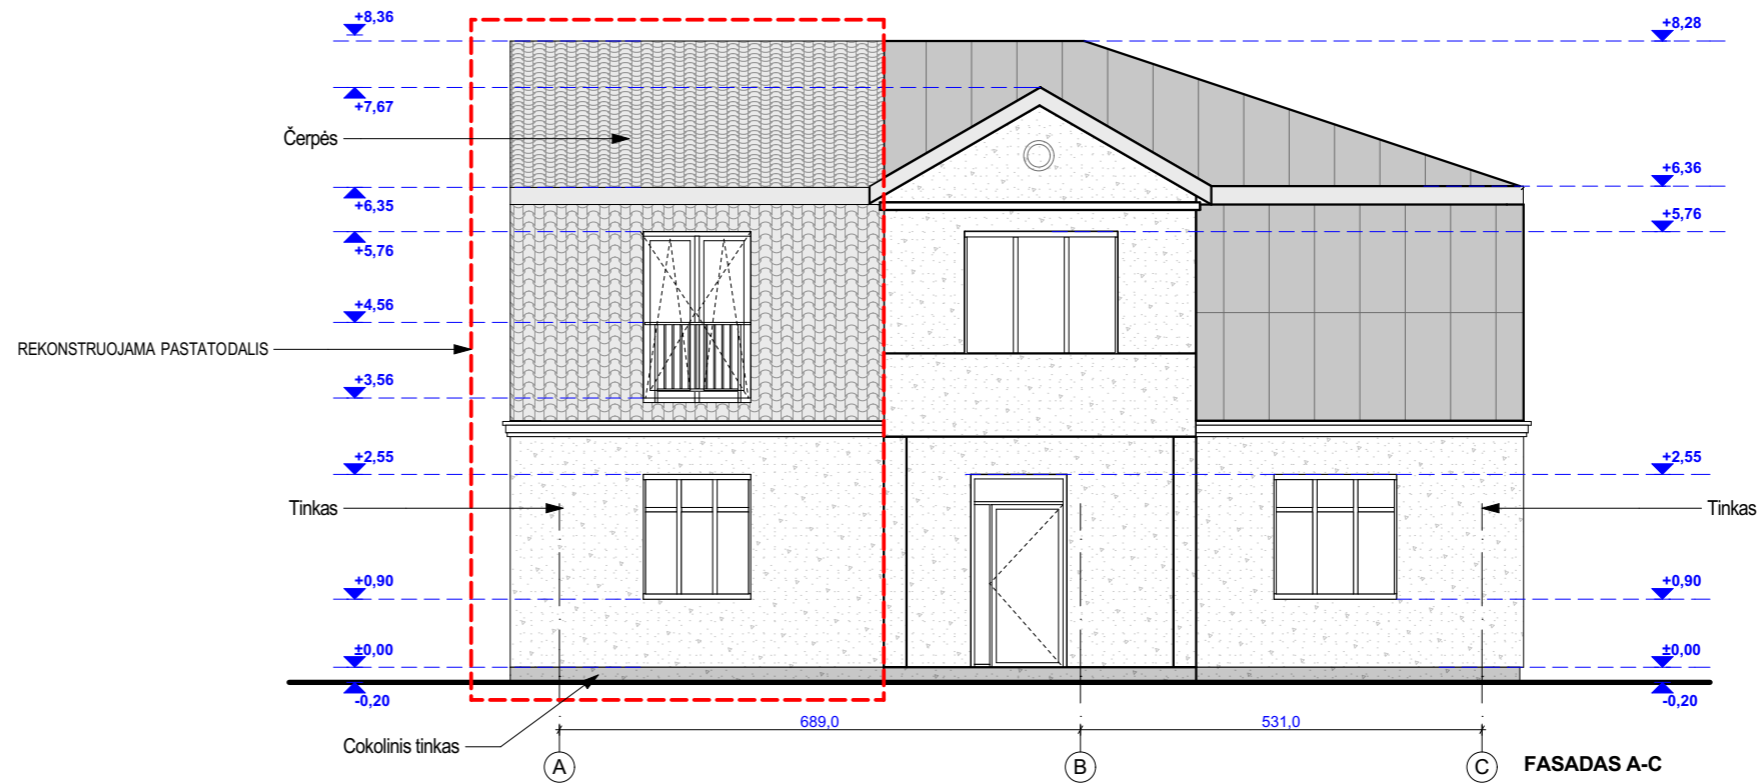 +8,36
+8,28
+7,67
Čerpės
+6,36
+6,35
+5,76
+5,76
+4,56
REKONSTRUOJAMA PASTATODALIS
+3,56
+2,55
+2,55
Tinkas
Tinkas
+0,90
+0,90
±0,00
±0,00
-0,20
-0,20
689,0
531,0
Cokolinis tinkas
A
B
C
FASADAS A-C